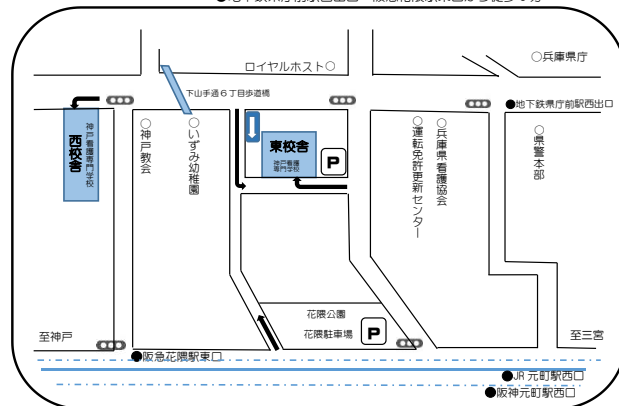 ○兵庫県庁
ロイヤルホスト○
下山手通６丁目歩道橋
●地下鉄県庁前駅西出口
神戸看護専門学校
西校舎
○神戸教会
○いずみ幼稚園
東校舎
神戸看護
専門学校
P
○運転免許更新センター
○兵庫県看護協会
○県警本部
花隈公園
花隈駐車場
P
至神戸
至三宮
●阪急花隈駅東口
●JR 元町駅西口
●阪神元町駅西口